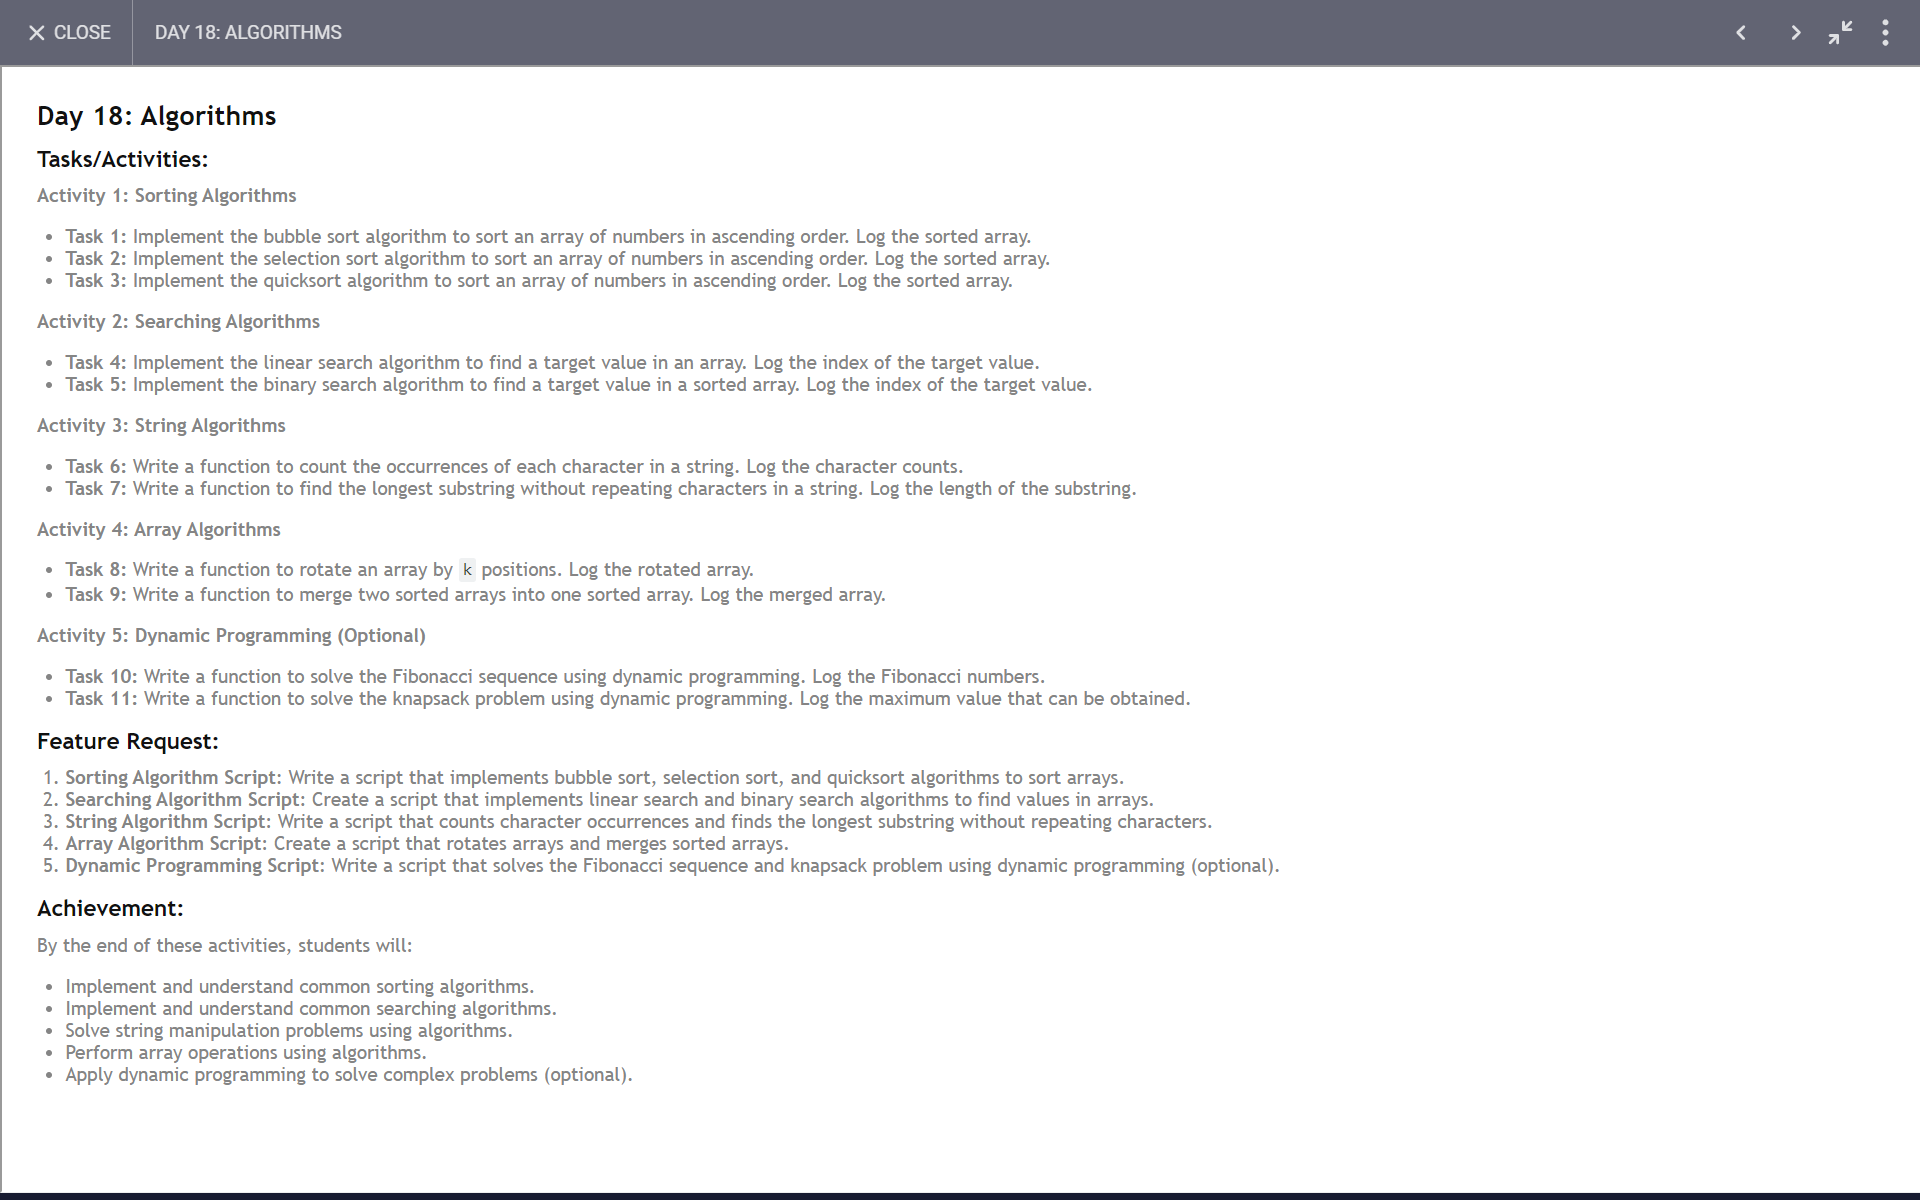 CLOSE DAY 18: ALGORITHMS
Day 18: Algorithms
Tasks/Activities:
Activity 1: Sorting Algorithms
• Task 1: Implement the bubble sort algorithm to sort an array of numbers in ascending order. Log the sorted array.
• Task 2: Implement the selection sort algorithm to sort an array of numbers in ascending order. Log the sorted array.
• Task 3: Implement the quicksort algorithm to sort an array of numbers in ascending order. Log the sorted array.
Activity 2: Searching Algorithms
• Task 4: Implement the linear search algorithm to find a target value in an array. Log the index of the target value.
• Task 5: Implement the binary search algorithm to find a target value in a sorted array. Log the index of the target value.
Activity 3: String Algorithms
• Task 6: Write a function to count the occurrences of each character in a string. Log the character counts.
• Task 7: Write a function to find the longest substring without repeating characters in a string. Log the length of the substring.
Activity 4: Array Algorithms
• Task 8: Write a function to rotate an array by k positions. Log the rotated array.
• Task 9: Write a function to merge two sorted arrays into one sorted array. Log the merged array.
Activity 5: Dynamic Programming (Optional)
• Task 10: Write a function to solve the Fibonacci sequence using dynamic programming. Log the Fibonacci numbers.
• Task 11: Write a function to solve the knapsack problem using dynamic programming. Log the maximum value that can be obtained.
Feature Request:
1. Sorting Algorithm Script: Write a script that implements bubble sort, selection sort, and quicksort algorithms to sort arrays.
2. Searching Algorithm Script: Create a script that implements linear search and binary search algorithms to find values in arrays.
3. String Algorithm Script: Write a script that counts character occurrences and finds the longest substring without repeating characters.
4. Array Algorithm Script: Create a script that rotates arrays and merges sorted arrays.
5. Dynamic Programming Script: Write a script that solves the Fibonacci sequence and knapsack problem using dynamic programming (optional).
Achievement:
By the end of these activities, students will:
• Implement and understand common sorting algorithms.
• Implement and understand common searching algorithms.
• Solve string manipulation problems using algorithms.
• Perform array operations using algorithms.
• Apply dynamic programming to solve complex problems (optional).